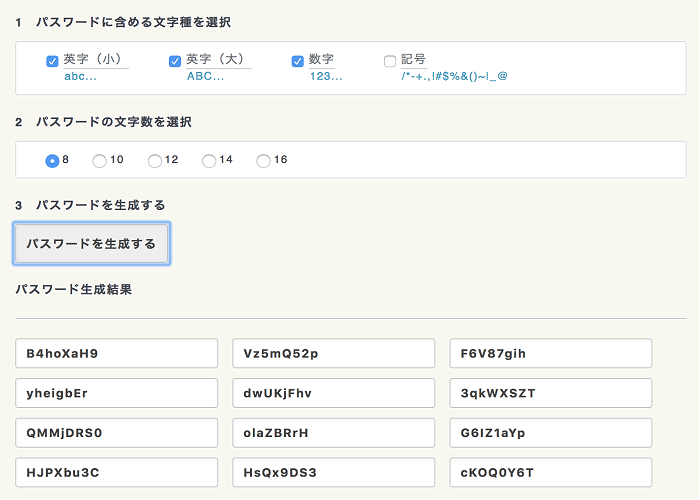 1 パスワードに含める文字種を選択
英字（小） 英字（大） 数字 記号
abc... ABC... 123... /*-+.,!#$%&()~|_@
2 パスワードの文字数を選択
8 10 12 14 16
3 パスワードを生成する
パスワードを生成する
パスワード生成結果
B4hoXaH9 Vz5mQ52p F6V87gih
yheigbEr dwUKjFhv 3qkWXSZT
QMMjDRS0 olaZBRrH G6IZ1aYp
HJPXbu3C HsQx9DS3 cKOQ0Y6T